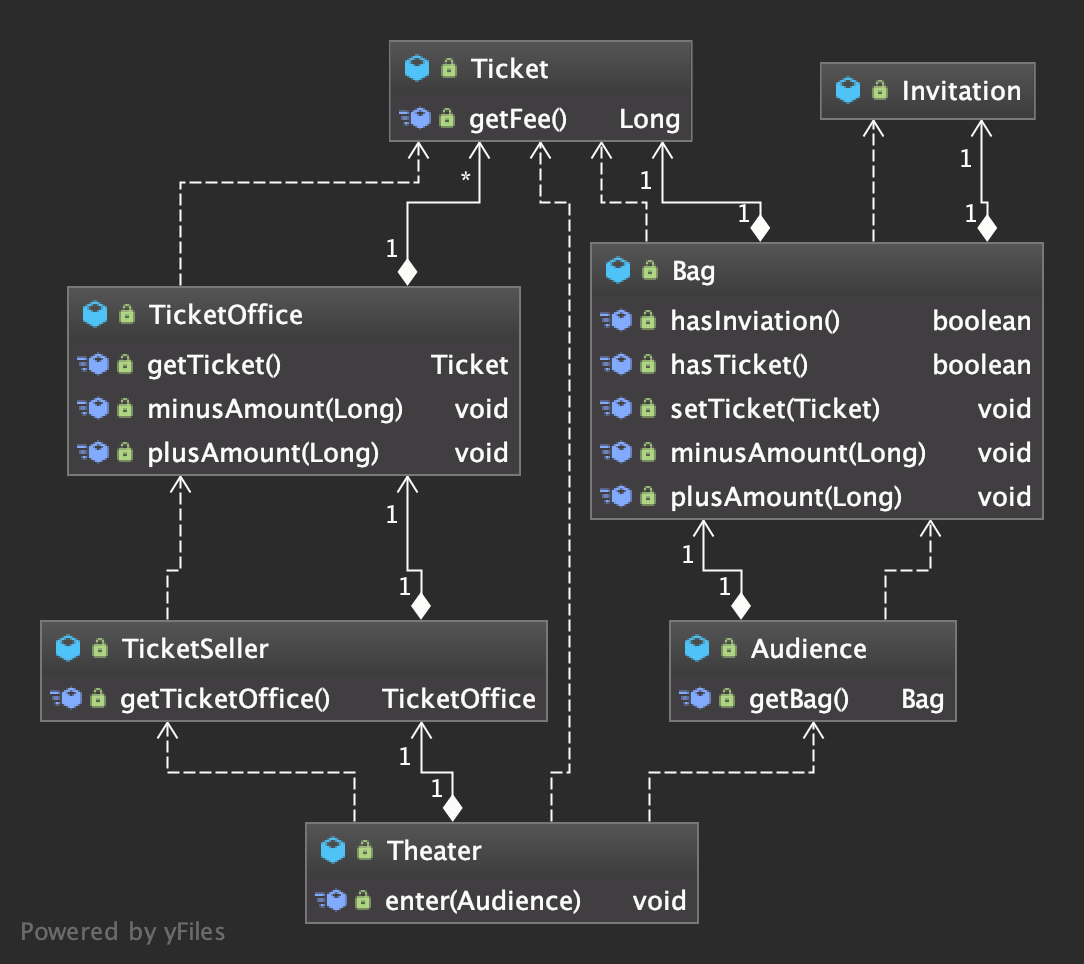 Ticket
getFee() Long
Invitation
*
1
1
1
1
1
Bag
hasInviation() boolean
hasTicket() boolean
setTicket(Ticket) void
minusAmount(Long) void
plusAmount(Long) void
TicketOffice
getTicket() Ticket
minusAmount(Long) void
plusAmount(Long) void
1
1
1
1
TicketSeller
getTicketOffice() TicketOffice
Audience
getBag() Bag
1
1
Theater
enter(Audience) void
Powered by yFiles